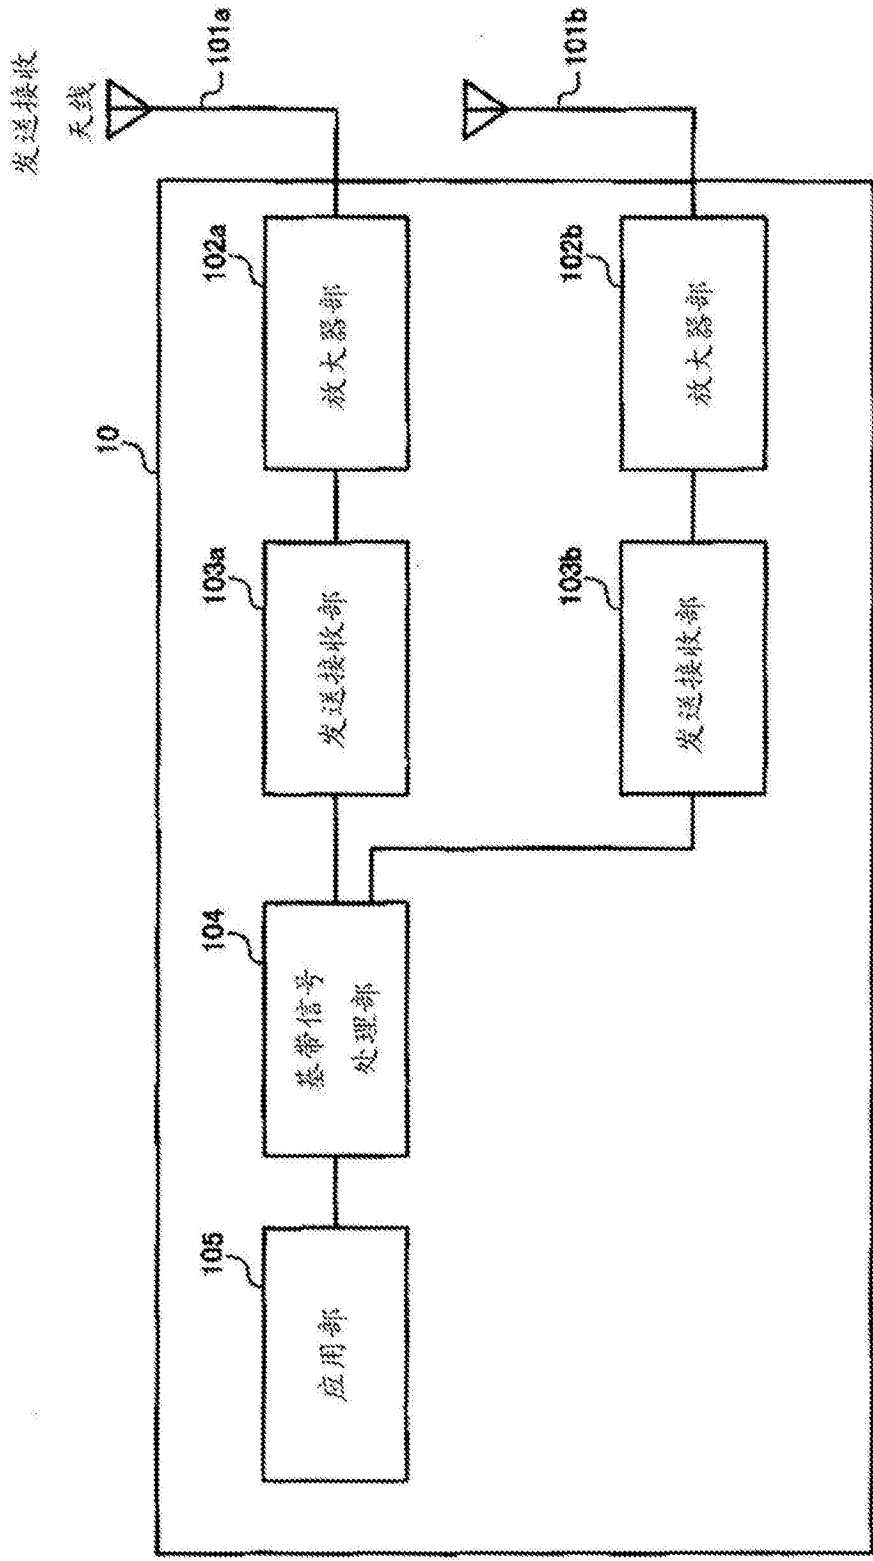 发送接收
天线
101a
101b
10
102a
放大器部
102b
放大器部
103a
发送接收部
103b
发送接收部
104
基带信号
处理部
105
应用部